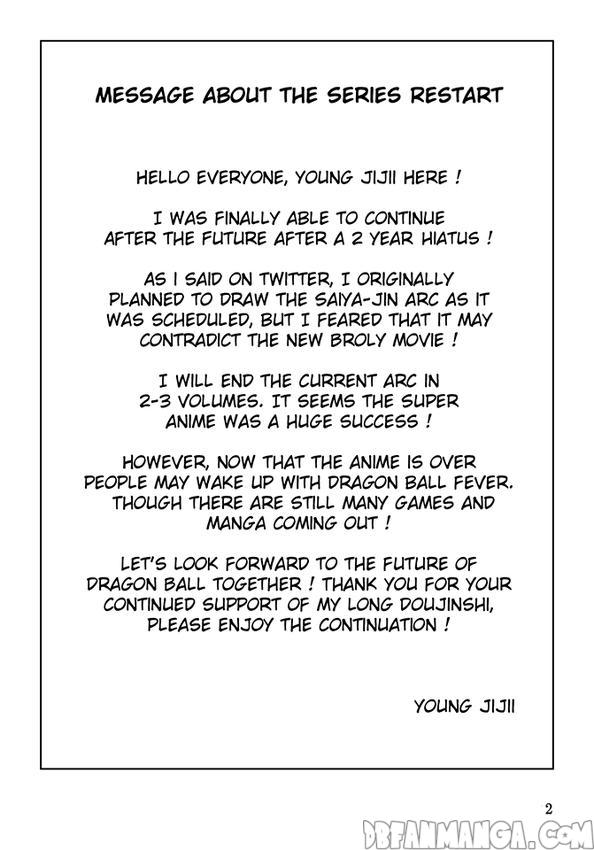 MESSAGE ABOUT THE SERIES RESTART
HELLO EVERYONE, YOUNG JIJII HERE !
I WAS FINALLY ABLE TO CONTINUE
AFTER THE FUTURE AFTER A 2 YEAR HIATUS !
AS I SAID ON TWITTER, I ORIGINALLY
PLANNED TO DRAW THE SAIYA-JIN ARC AS IT
WAS SCHEDULED, BUT I FEARED THAT IT MAY
CONTRADICT THE NEW BROLY MOVIE !
I WILL END THE CURRENT ARC IN
2-3 VOLUMES. IT SEEMS THE SUPER
ANIME WAS A HUGE SUCCESS !
HOWEVER, NOW THAT THE ANIME IS OVER
PEOPLE MAY WAKE UP WITH DRAGON BALL FEVER.
THOUGH THERE ARE STILL MANY GAMES AND
MANGA COMING OUT !
LET'S LOOK FORWARD TO THE FUTURE OF
DRAGON BALL TOGETHER ! THANK YOU FOR YOUR
CONTINUED SUPPORT OF MY LONG DOUJINSHI,
PLEASE ENJOY THE CONTINUATION !
YOUNG JIJII
2
DBFANMANGA.COM